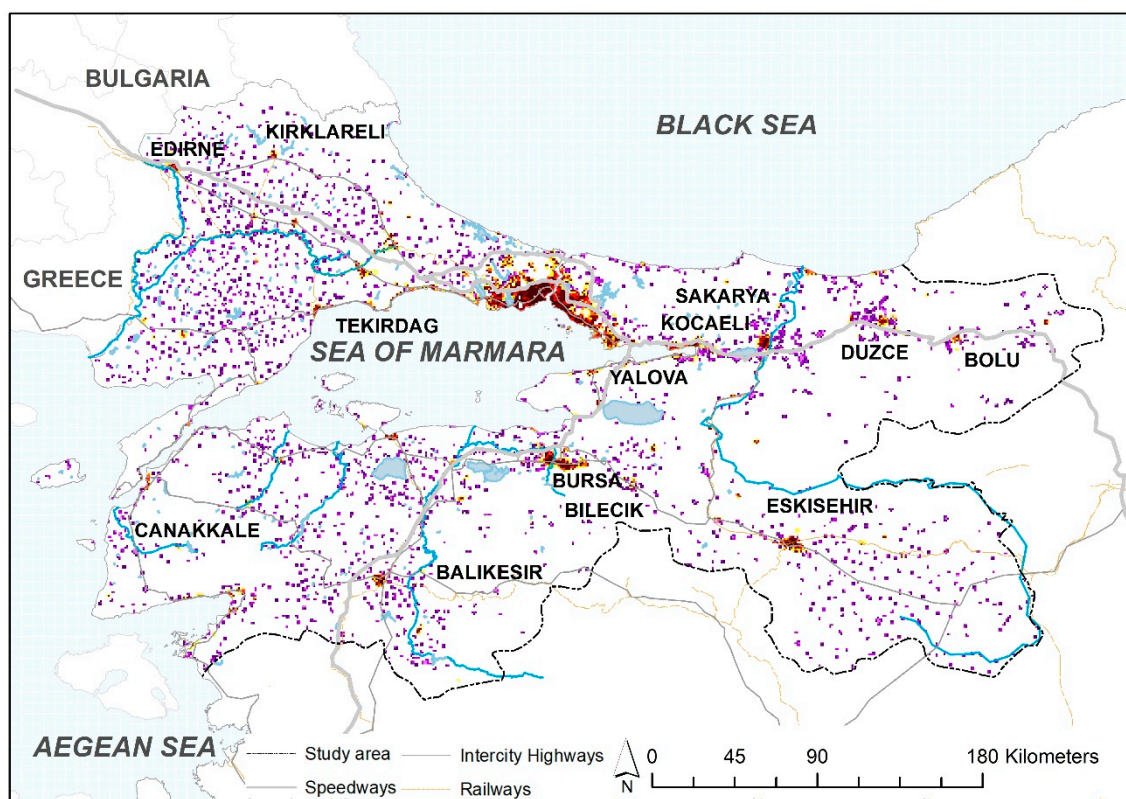 BULGARIA
BLACK SEA
KIRKLARELI
EDIRNE
GREECE
SAKARYA
TEKIRDAG
KOCAELI
SEA OF MARMARA
DUZCE
BOLU
YALOVA
BURSA
BILECIK
ESKISEHIR
CANAKKALE
BALIKESIR
AEGEAN SEA
Study area
Intercity Highways
Speedways
Railways
N
0 45 90 180 Kilometers